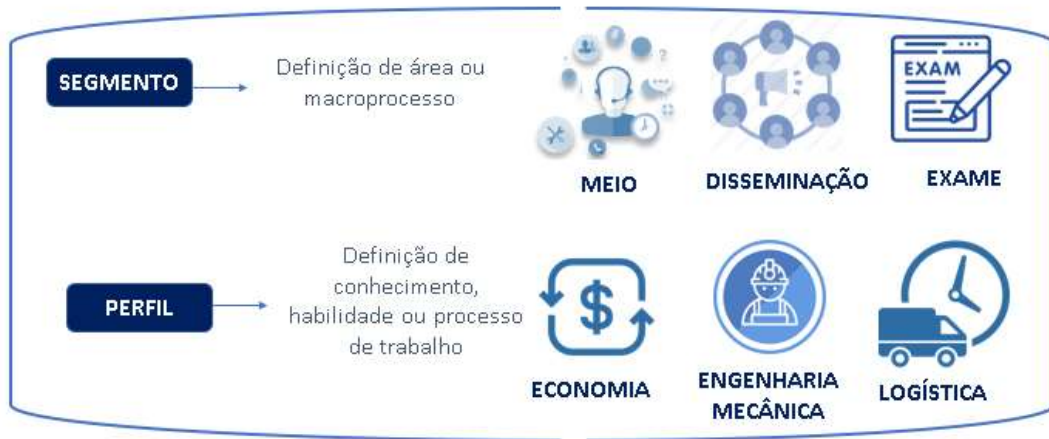 SEGMENTO
Definição de área ou
macroprocesso
EXAM
MEIO
DISSEMINAÇÃO
EXAME
PERFIL
Definição de
conhecimento,
habilidade ou processo
de trabalho
ECONOMIA
ENGENHARIA
MECÂNICA
LOGÍSTICA